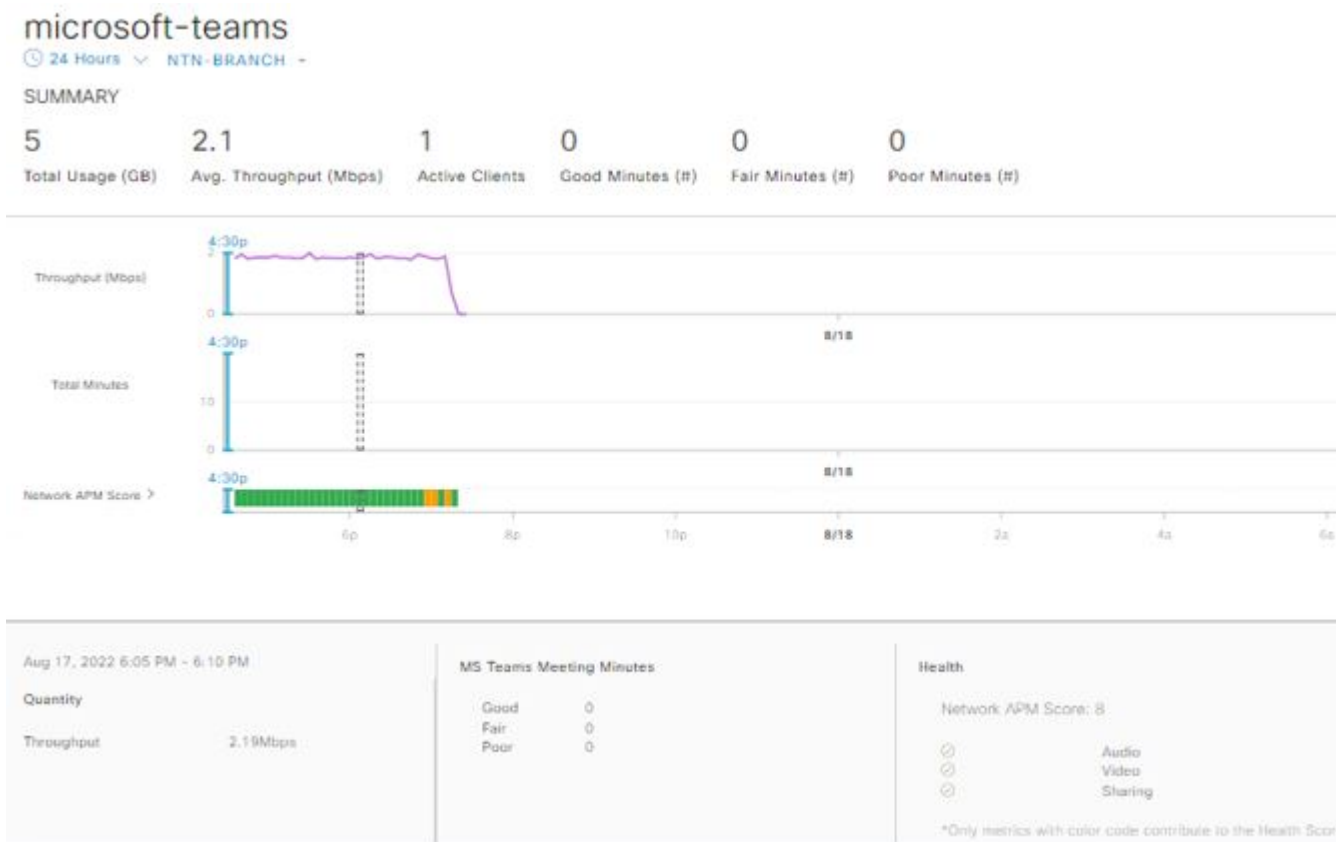 microsoft-teams
24 Hours NTN-BRANCH -
SUMMARY
5 2.1 1 0 0 0
Total Usage (GB) Avg. Throughput (Mbps) Active Clients Good Minutes (#) Fair Minutes (#) Poor Minutes (#)
4:30p
Throughput (Mbps)
0
8/18
4:30p
Total Minutes
10
0
8/18
4:30p
Network APM Score >
6p 8p 10p 8/18 2a 4a 6a
Aug 17, 2022 6:05 PM - 6:10 PM MS Teams Meeting Minutes Health
Quantity Good 0 Network APM Score: 8
Throughput 2.19Mbps Fair 0
Poor 0 Audio
Video
Sharing
*Only metrics with color code contribute to the Health Scor